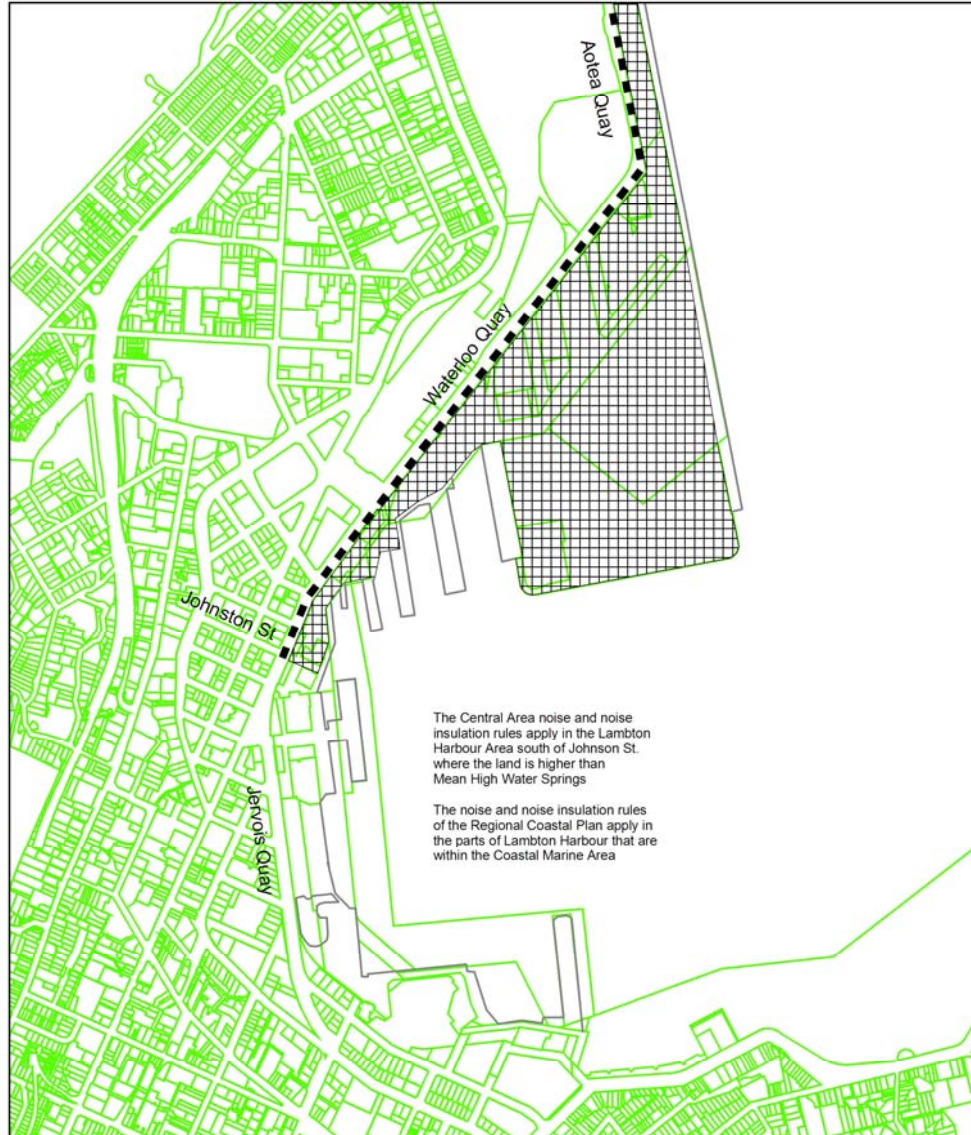 Aotea Quay
Waterloo Quay
Johnston St
The Central Area noise and noise
insulation rules apply in the Lambton
Harbour Area south of Johnson St.
where the land is higher than
Mean High Water Springs
The noise and noise insulation rules
of the Regional Coastal Plan apply in
the parts of Lambton Harbour that are
within the Coastal Marine Area
Jervois Quay